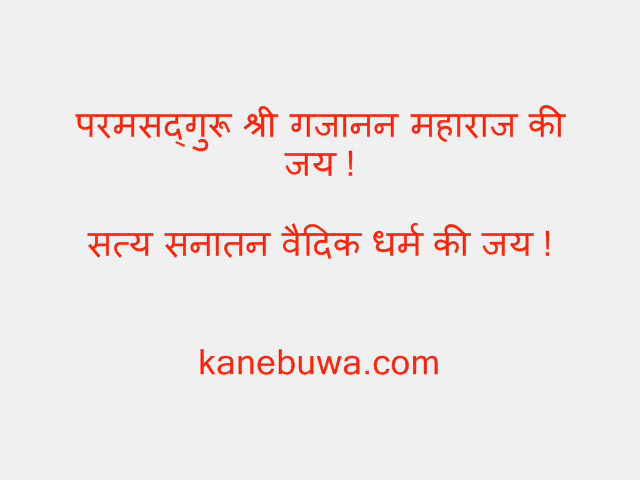 परमसद्‌गुरू श्री गजानन महाराज की
जय !
सत्य सनातन वैदिक धर्म की जय !
kanebuwa.com